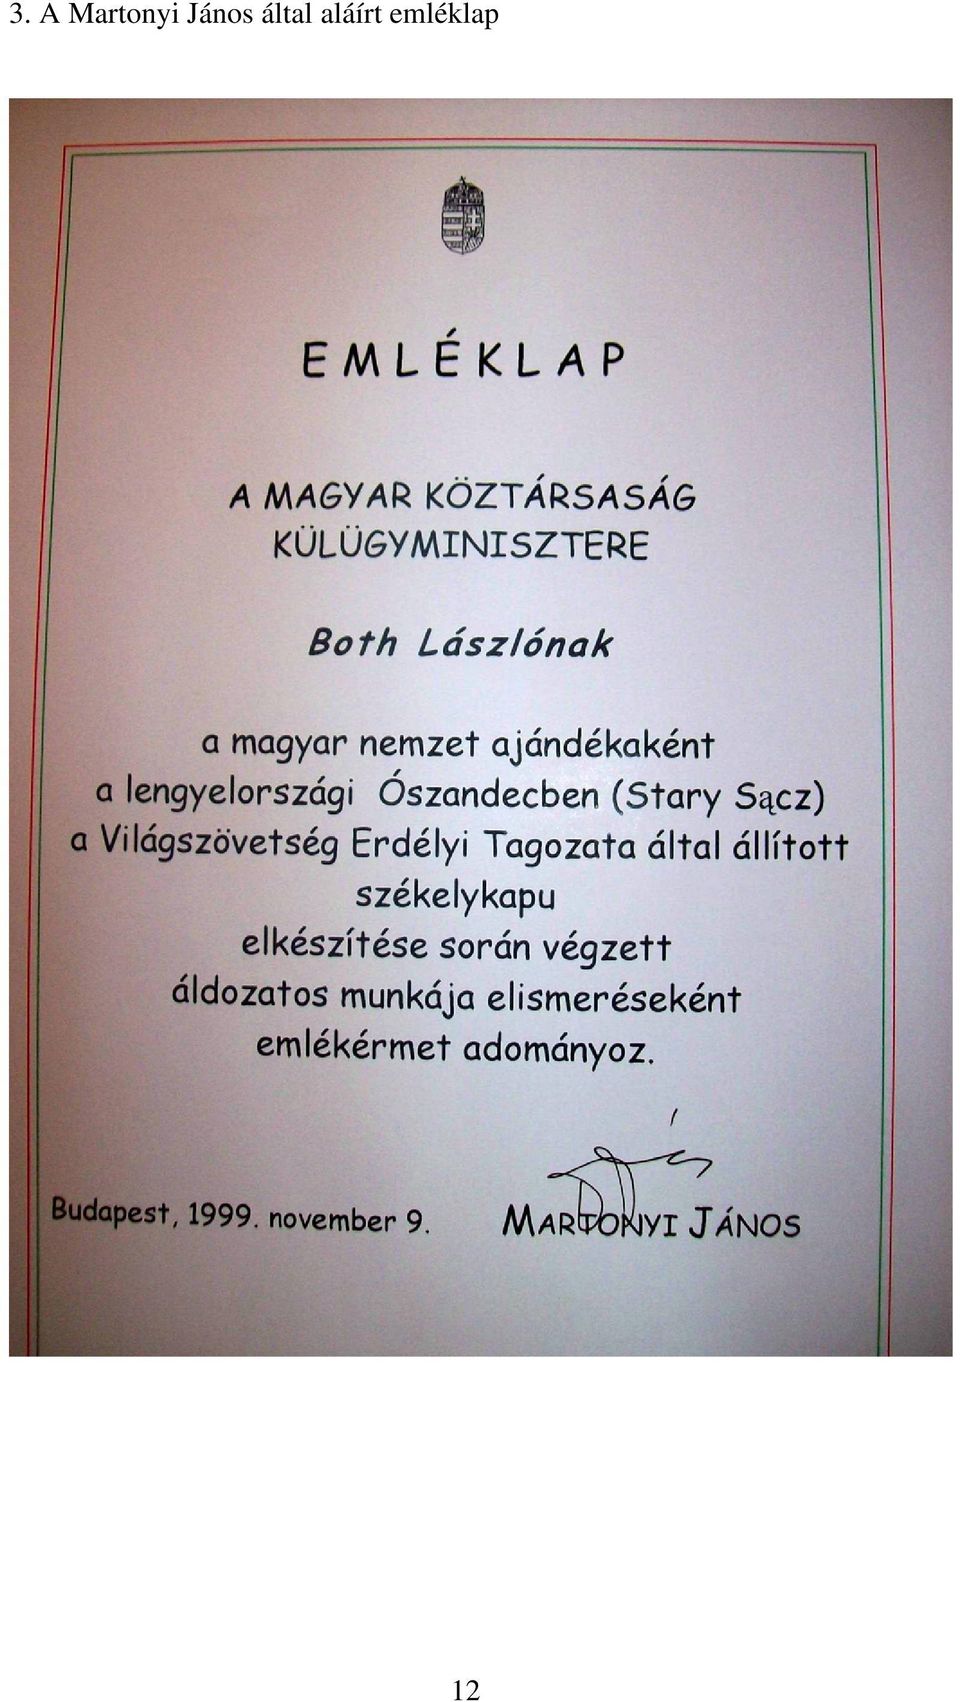 3. A Martonyi János által aláírt emléklap
EMLÉKLAP
A MAGYAR KÖZTÁRSASÁG
KÜLÜGYMINISZTERE
Both Lászlónak
a magyar nemzet ajándékaként
a lengyelországi Ószandecben (Stary Sącz)
a Világszövetség Erdélyi Tagozata által állított
székelykapu
elkészítése során végzett
áldozatos munkája elismeréseként
emlékérmet adományoz.
Budapest, 1999. november 9.
MARTONYI JÁNOS
12